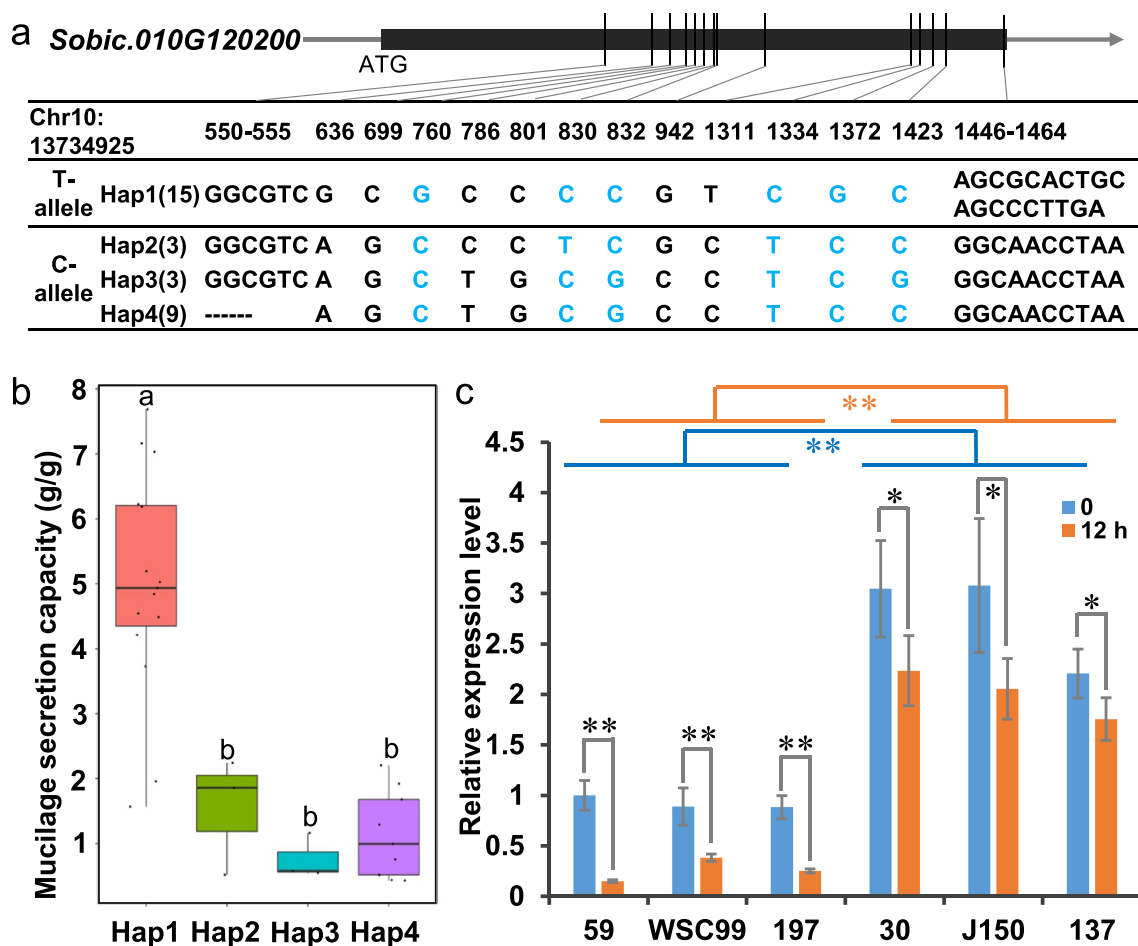 a
Sobic.010G120200
ATG
Chr10: 13734925 550-555 636 699 760 786 801 830 832 942 1311 1334 1372 1423 1446-1464
T-allele Hap1(15) GGCGTC G C G C C C C G T C G C AGCGCACTGC
AGCCCTTGA
C-allele
Hap2(3) GGCGTC A G C C C T C G C T C C GGCAACCTAA
Hap3(3) GGCGTC A G C T G C G C C T C G GGCAACCTAA
Hap4(9) ------ A G C T G C G C C T C C GGCAACCTAA
b
Mucilage secretion capacity (g/g)
8
7
6
5
4
3
2
1
a
b
b
b
Hap1 Hap2 Hap3 Hap4
c
Relative expression level
4.5
4
3.5
3
2.5
2
1.5
1
0.5
0
**
**
0
12 h
** ** ** * * *
59 WSC99 197 30 J150 137